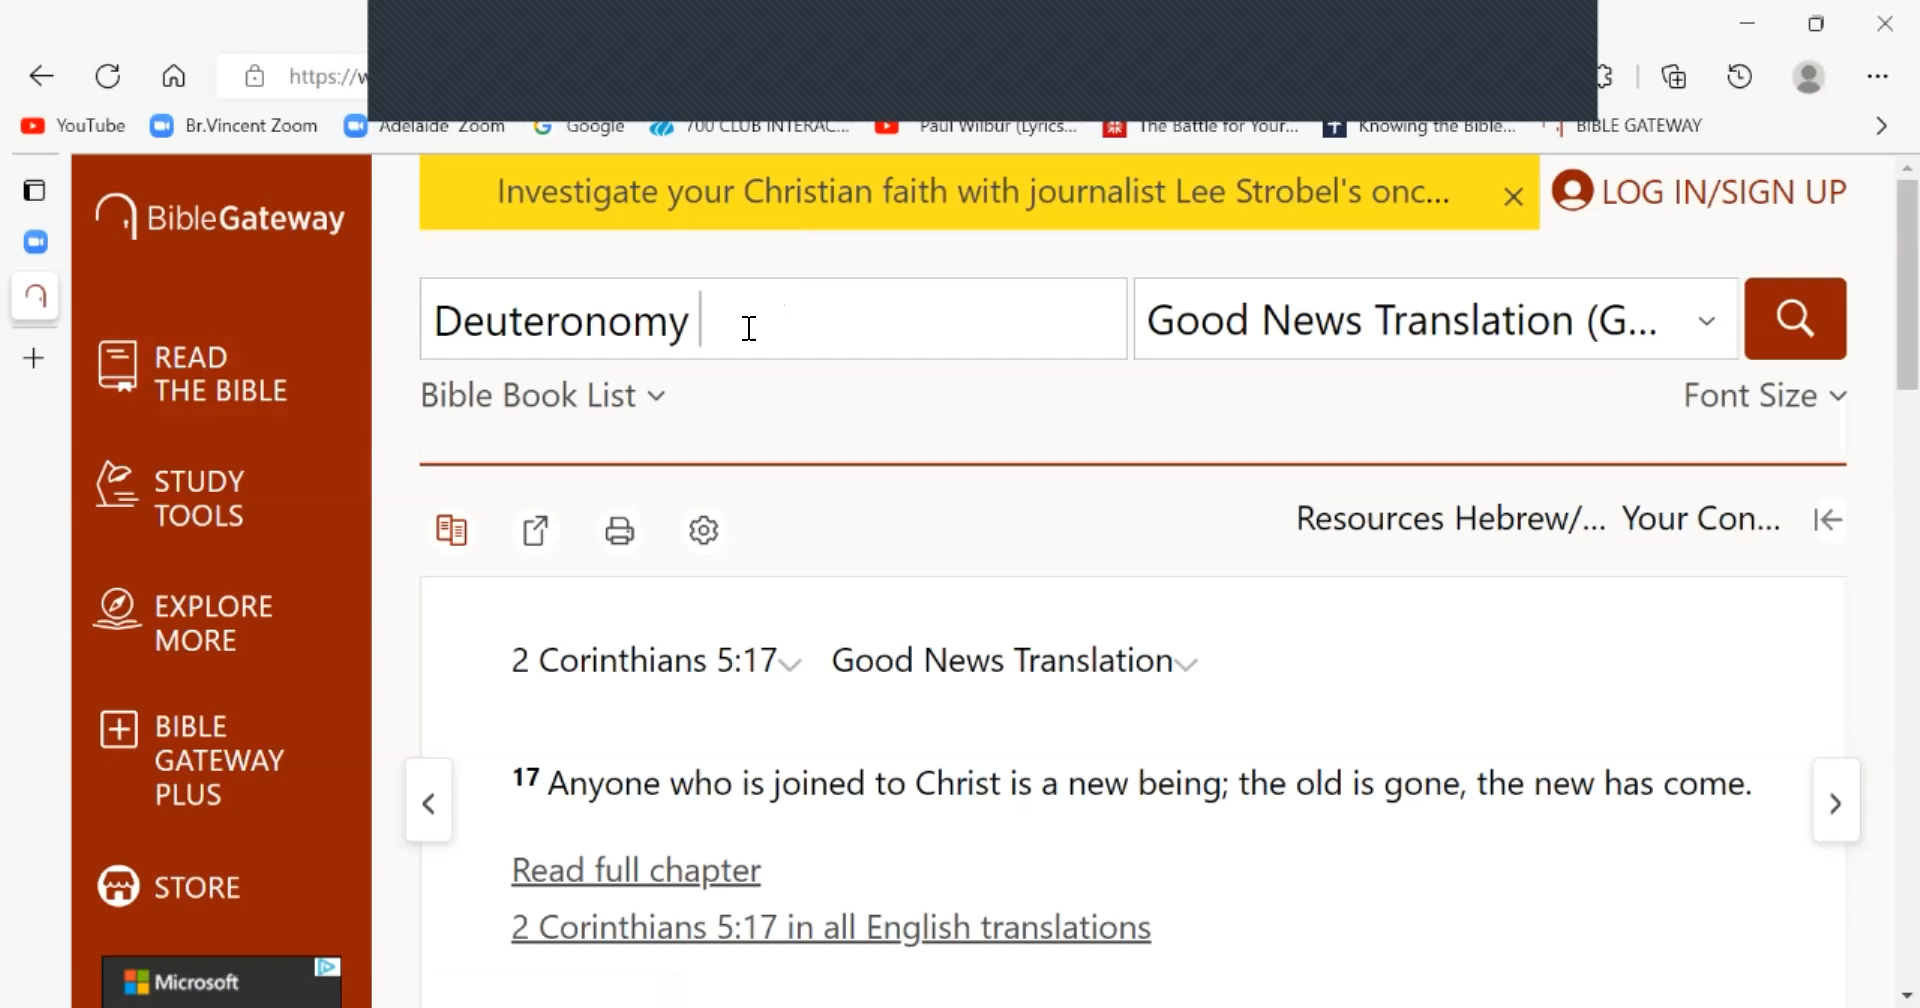 https://w
YouTube Br.Vincent Zoom Adelaide Zoom Google 700 CLUB INTERAC... Paul Wilbur (Lyrics... The Battle for Your... Knowing the Bible... BIBLE GATEWAY
BibleGateway
Investigate your Christian faith with journalist Lee Strobel's onc...
LOG IN/SIGN UP
Deuteronomy
Good News Translation (G...
READ
THE BIBLE
Bible Book List
Font Size
STUDY
TOOLS
Resources Hebrew/... Your Con...
EXPLORE
MORE
2 Corinthians 5:17 Good News Translation
BIBLE
GATEWAY
PLUS
17 Anyone who is joined to Christ is a new being; the old is gone, the new has come.
Read full chapter
STORE
2 Corinthians 5:17 in all English translations
Microsoft